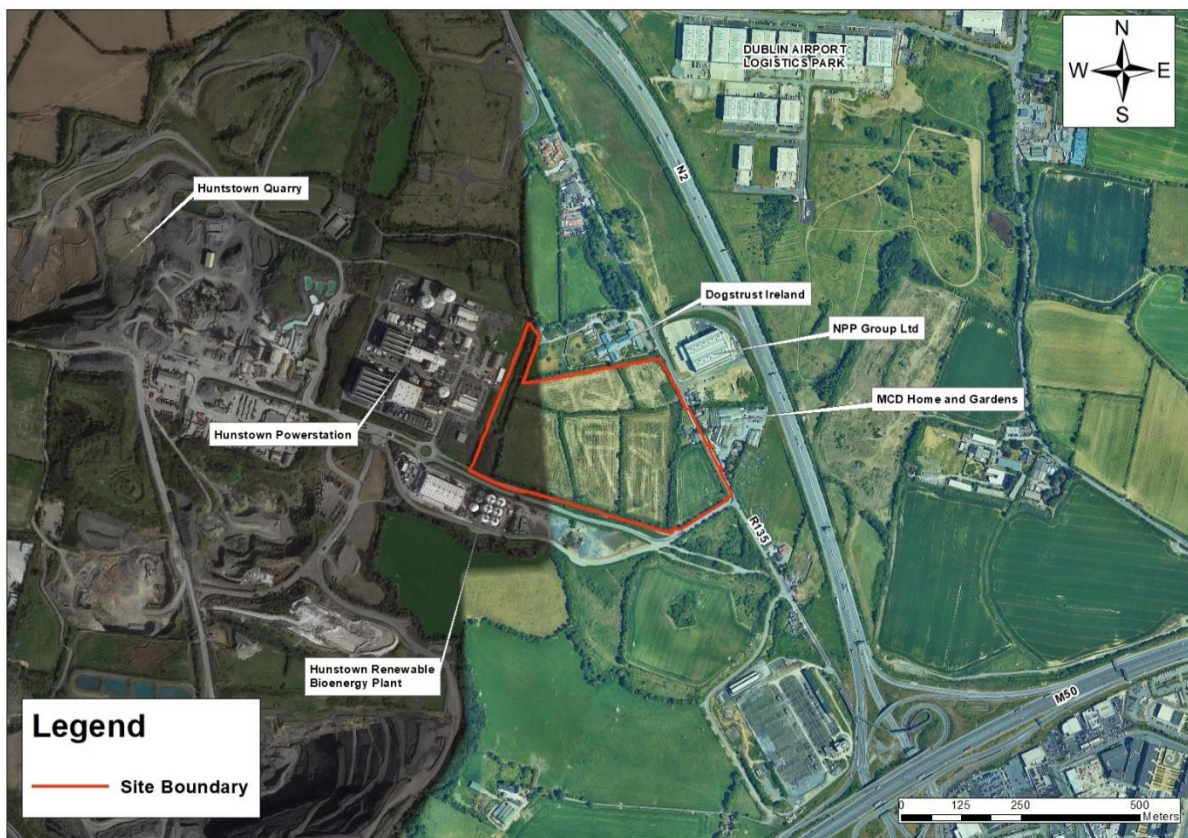 N
W E
S
DUBLIN AIRPORT
LOGISTICS PARK
N2
Huntstown Quarry
Dogstrust Ireland
NPP Group Ltd
MCD Home and Gardens
Hunstown Powerstation
R135
Hunstown Renewable
Bioenergy Plant
M50
Legend
Site Boundary
0 125 250 500
Meters